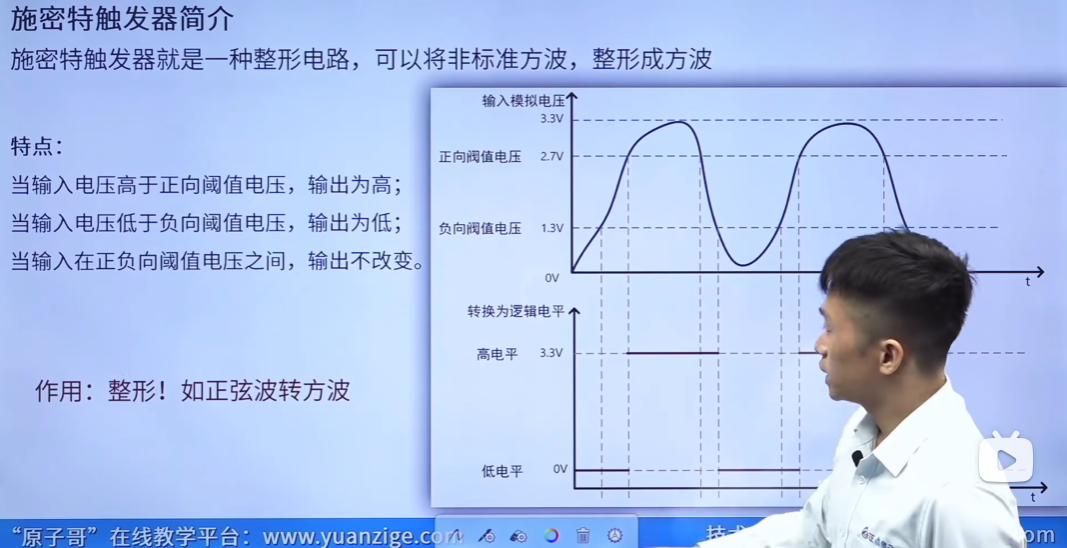 施密特触发器简介
施密特触发器就是一种整形电路，可以将非标准方波，整形成方波
特点：
当输入电压高于正向阈值电压，输出为高；
当输入电压低于负向阈值电压，输出为低；
当输入在正负向阈值电压之间，输出不改变。
作用：整形！如正弦波转方波
输入模拟电压
3.3V
正向阀值电压 2.7V
负向阀值电压 1.3V
0V
t
转换为逻辑电平
高电平 3.3V
低电平 0V
t
“原子哥”在线教学平台：www.yuanzige.com
技术
om